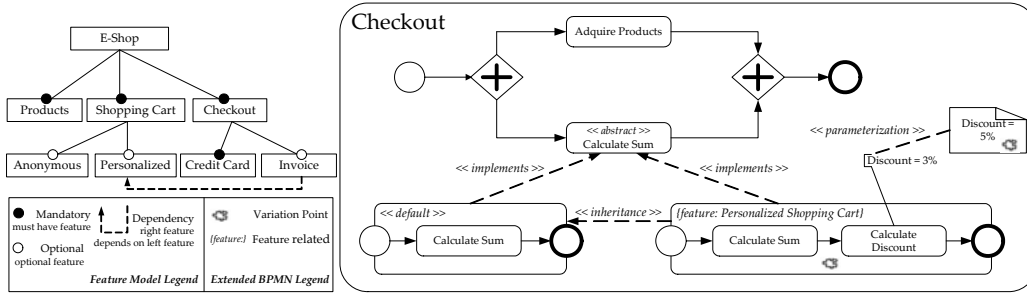 E-Shop
Products
Shopping Cart
Checkout
Anonymous
Personalized
Credit Card
Invoice
Mandatory
must have feature
Optional
optional feature
Dependency
right feature
depends on left feature
Feature Model Legend
Variation Point
{feature:} Feature related
Extended BPMN Legend
Checkout
Adquire Products
<< abstract >>
Calculate Sum
<< implements >>
<< implements >>
<< parameterization >>
Discount =
5%
Discount = 3%
<< default >>
Calculate Sum
<< inheritance >>
{feature: Personalized Shopping Cart}
Calculate Sum
Calculate
Discount